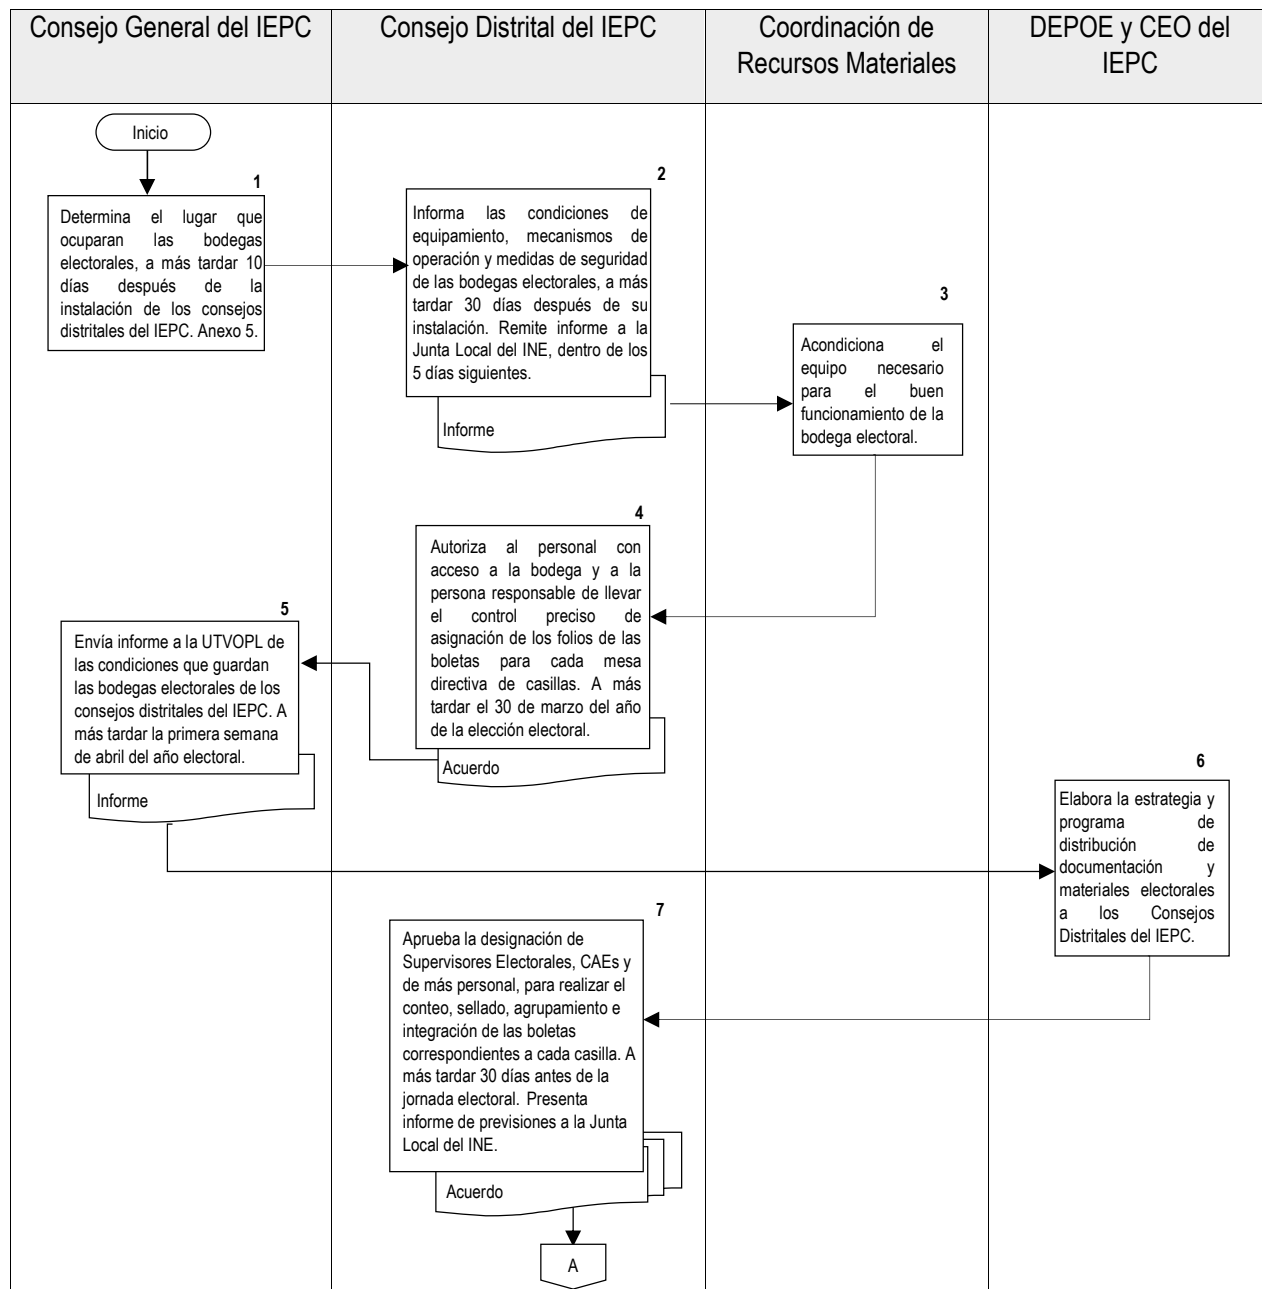 Consejo General del IEPC
Consejo Distrital del IEPC
Coordinación de
Recursos Materiales
DEPOE y CEO del
IEPC
Inicio
1
Determina el lugar que
ocuparan las bodegas
electorales, a más tardar 10
días después de la
instalación de los consejos
distritales del IEPC. Anexo 5.
2
Informa las condiciones de
equipamiento, mecanismos de
operación y medidas de seguridad
de las bodegas electorales, a más
tardar 30 días después de su
instalación. Remite informe a la
Junta Local del INE, dentro de los
5 días siguientes.
Informe
3
Acondiciona el
equipo necesario
para el buen
funcionamiento de la
bodega electoral.
4
Autoriza al personal con
acceso a la bodega y a la
persona responsable de llevar
el control preciso de
asignación de los folios de las
boletas para cada mesa
directiva de casillas. A más
tardar el 30 de marzo del año
de la elección electoral.
Acuerdo
5
Envía informe a la UTVOPL de
las condiciones que guardan
las bodegas electorales de los
consejos distritales del IEPC. A
más tardar la primera semana
de abril del año electoral.
Informe
6
Elabora la estrategia y
programa de
distribución de
documentación y
materiales electorales
a los Consejos
Distritales del IEPC.
7
Aprueba la designación de
Supervisores Electorales, CAEs y
de más personal, para realizar el
conteo, sellado, agrupamiento e
integración de las boletas
correspondientes a cada casilla. A
más tardar 30 días antes de la
jornada electoral. Presenta
informe de previsiones a la Junta
Local del INE.
Acuerdo
A